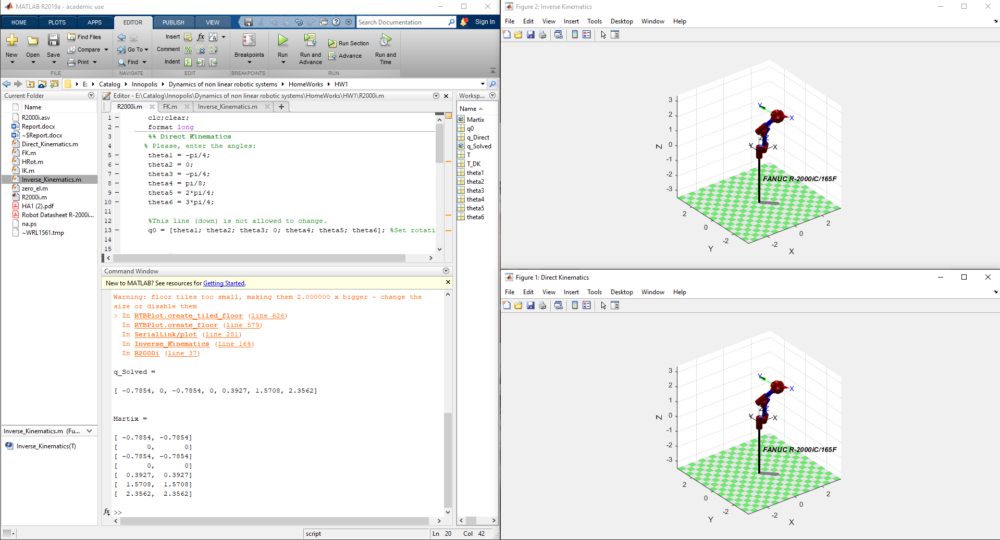 MATLAB R2019a - academic use
HOME PLOTS APPS EDITOR PUBLISH VIEW
Search Documentation
Sign In
New
Open
Save
Find Files
Compare
Print
FILE
Go To
Find
NAVIGATE
Insert
Comment
Indent
EDIT
Breakpoints
BREAKPOINTS
Run
Run and Advance
Run Section
Advance
Run and Time
RUN
E: Catalog Innopolis Dynamics of non linear robotic systems HomeWorks HW1
Current Folder
Name
R2000i.asv
Report.docx
~$Report.docx
Direct_Kinematics.m
FK.m
HRot.m
IK.m
Inverse_Kinematics.m
zero_el.m
R2000i.m
HA1 (2).pdf
Robot Datasheet R-2000i...
na.ps
~WRL1561.tmp
Inverse_Kinematics.m (Fu...
Inverse_Kinematics(T)
Editor - E:\Catalog\Innopolis\Dynamics of non linear robotic systems\HomeWorks\HW1\R2000i.m
R2000i.m FK.m Inverse_Kinematics.m
1 clc;clear;
2 format long
3 %% Direct Kinematics
4 % Please, enter the angles:
5 theta1 = -pi/4;
6 theta2 = 0;
7 theta3 = -pi/4;
8 theta4 = pi/8;
9 theta5 = 2*pi/4;
10 theta6 = 3*pi/4;
11
12 %This line (down) is not allowed to change.
13 q0 = [theta1; theta2; theta3; 0; theta4; theta5; theta6]; %Set rotati
14
15
Command Window
New to MATLAB? See resources for Getting Started.
Warning: floor tiles too small, making them 2.000000 x bigger - change the
size or disable them
> In RTBPlot.create_tiled_floor (line 626)
In RTBPlot.create_floor (line 579)
In SerialLink/plot (line 251)
In Inverse_Kinematics (line 164)
In R2000i (line 37)
q_Solved =
[ -0.7854, 0, -0.7854, 0, 0.3927, 1.5708, 2.3562]
Martix =
[ -0.7854, -0.7854]
[ 0, 0]
[ -0.7854, -0.7854]
[ 0, 0]
[ 0.3927, 0.3927]
[ 1.5708, 1.5708]
[ 2.3562, 2.3562]
fx >>
script
Ln 20 Col 42
Worksp...
Name
Martix
q0
q_Direct
q_Solved
T
T_DK
theta1
theta2
theta3
theta4
theta5
theta6
Figure 2: Inverse Kinematics
File Edit View Insert Tools Desktop Window Help
3
2
1
0
-1
-2
-3
Z
Y
X
Y
X
Z
FANUC R-2000iC/165F
2
0
-2
Y
2
0
-2
X
Figure 1: Direct Kinematics
File Edit View Insert Tools Desktop Window Help
3
2
1
0
-1
-2
-3
Z
Y
X
Y
X
Z
FANUC R-2000iC/165F
2
0
-2
Y
2
0
-2
X